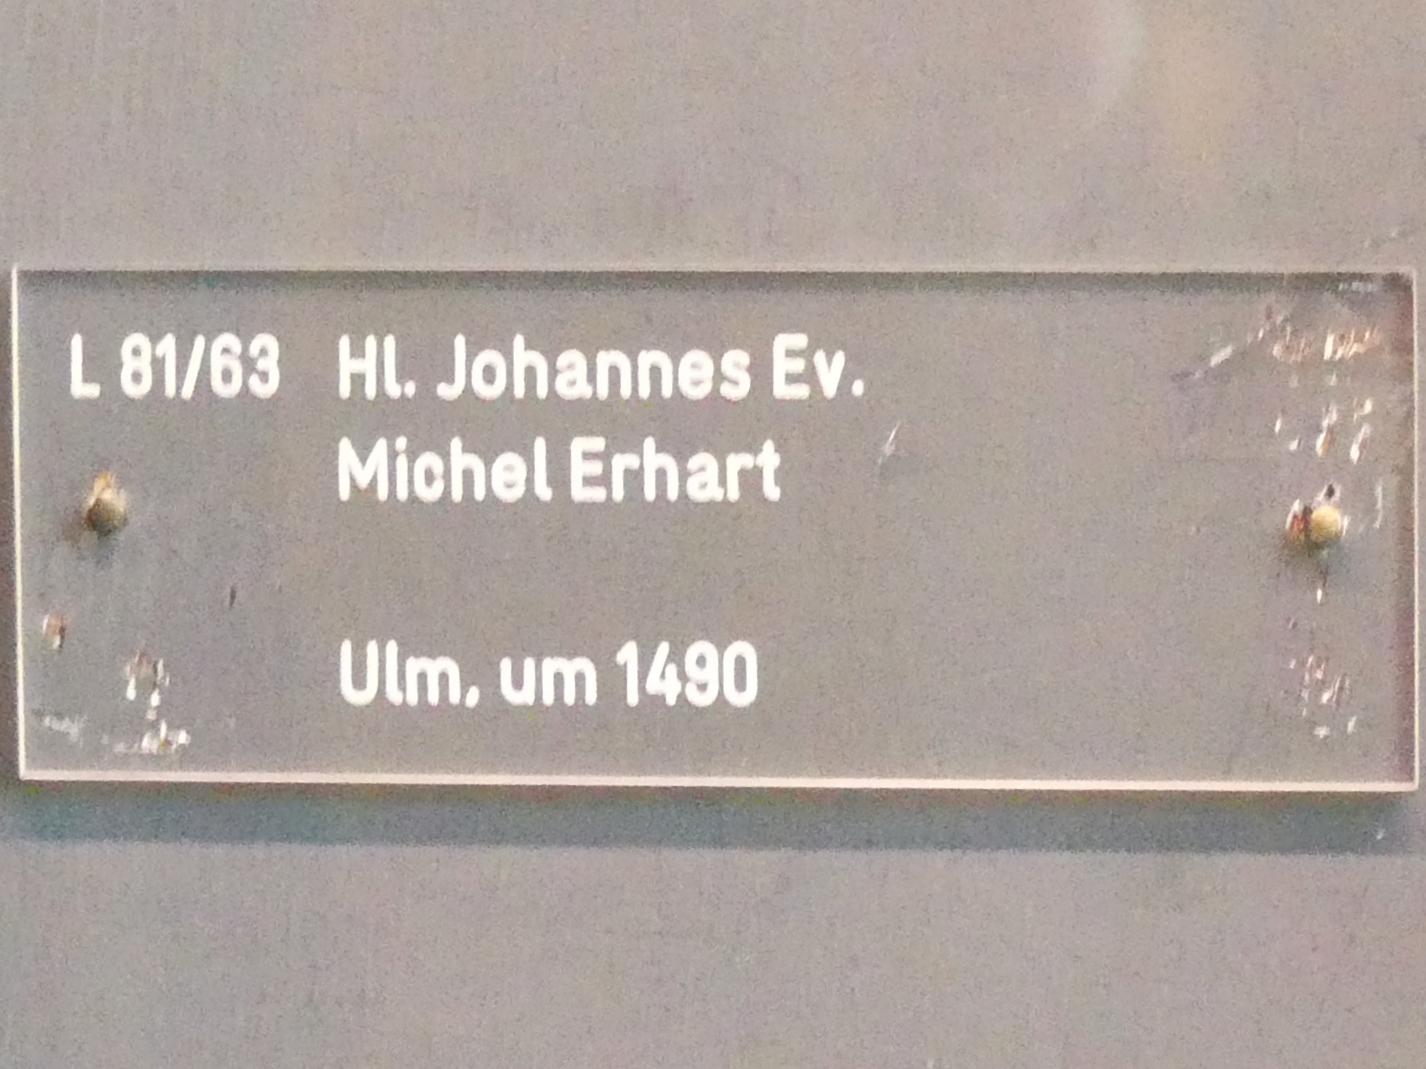 L 81/63 Hl. Johannes Ev.
Michel Erhart
Ulm, um 1490